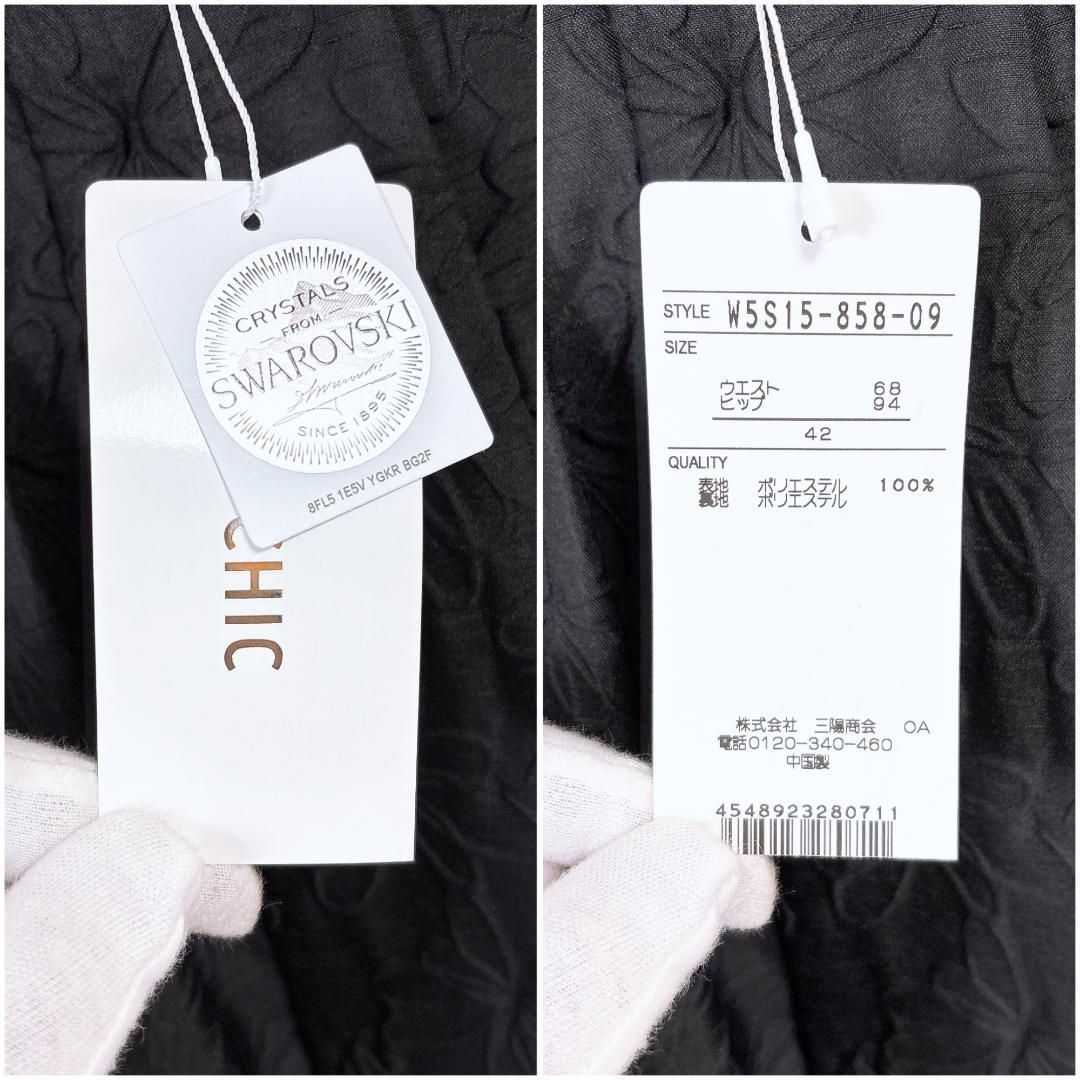 CRYSTALS
FROM
SWAROVSKI
SINCE 1895
8FL5 1E5V YGKR BG2F
CHIC
STYLE W5S15-858-09
SIZE
ウエスト 68
ヒップ 94
42
QUALITY
表地 ポリエステル 100%
裏地 ポリエステル
株式会社 三陽商会 OA
電話0120-340-460
中国製
4548923280711